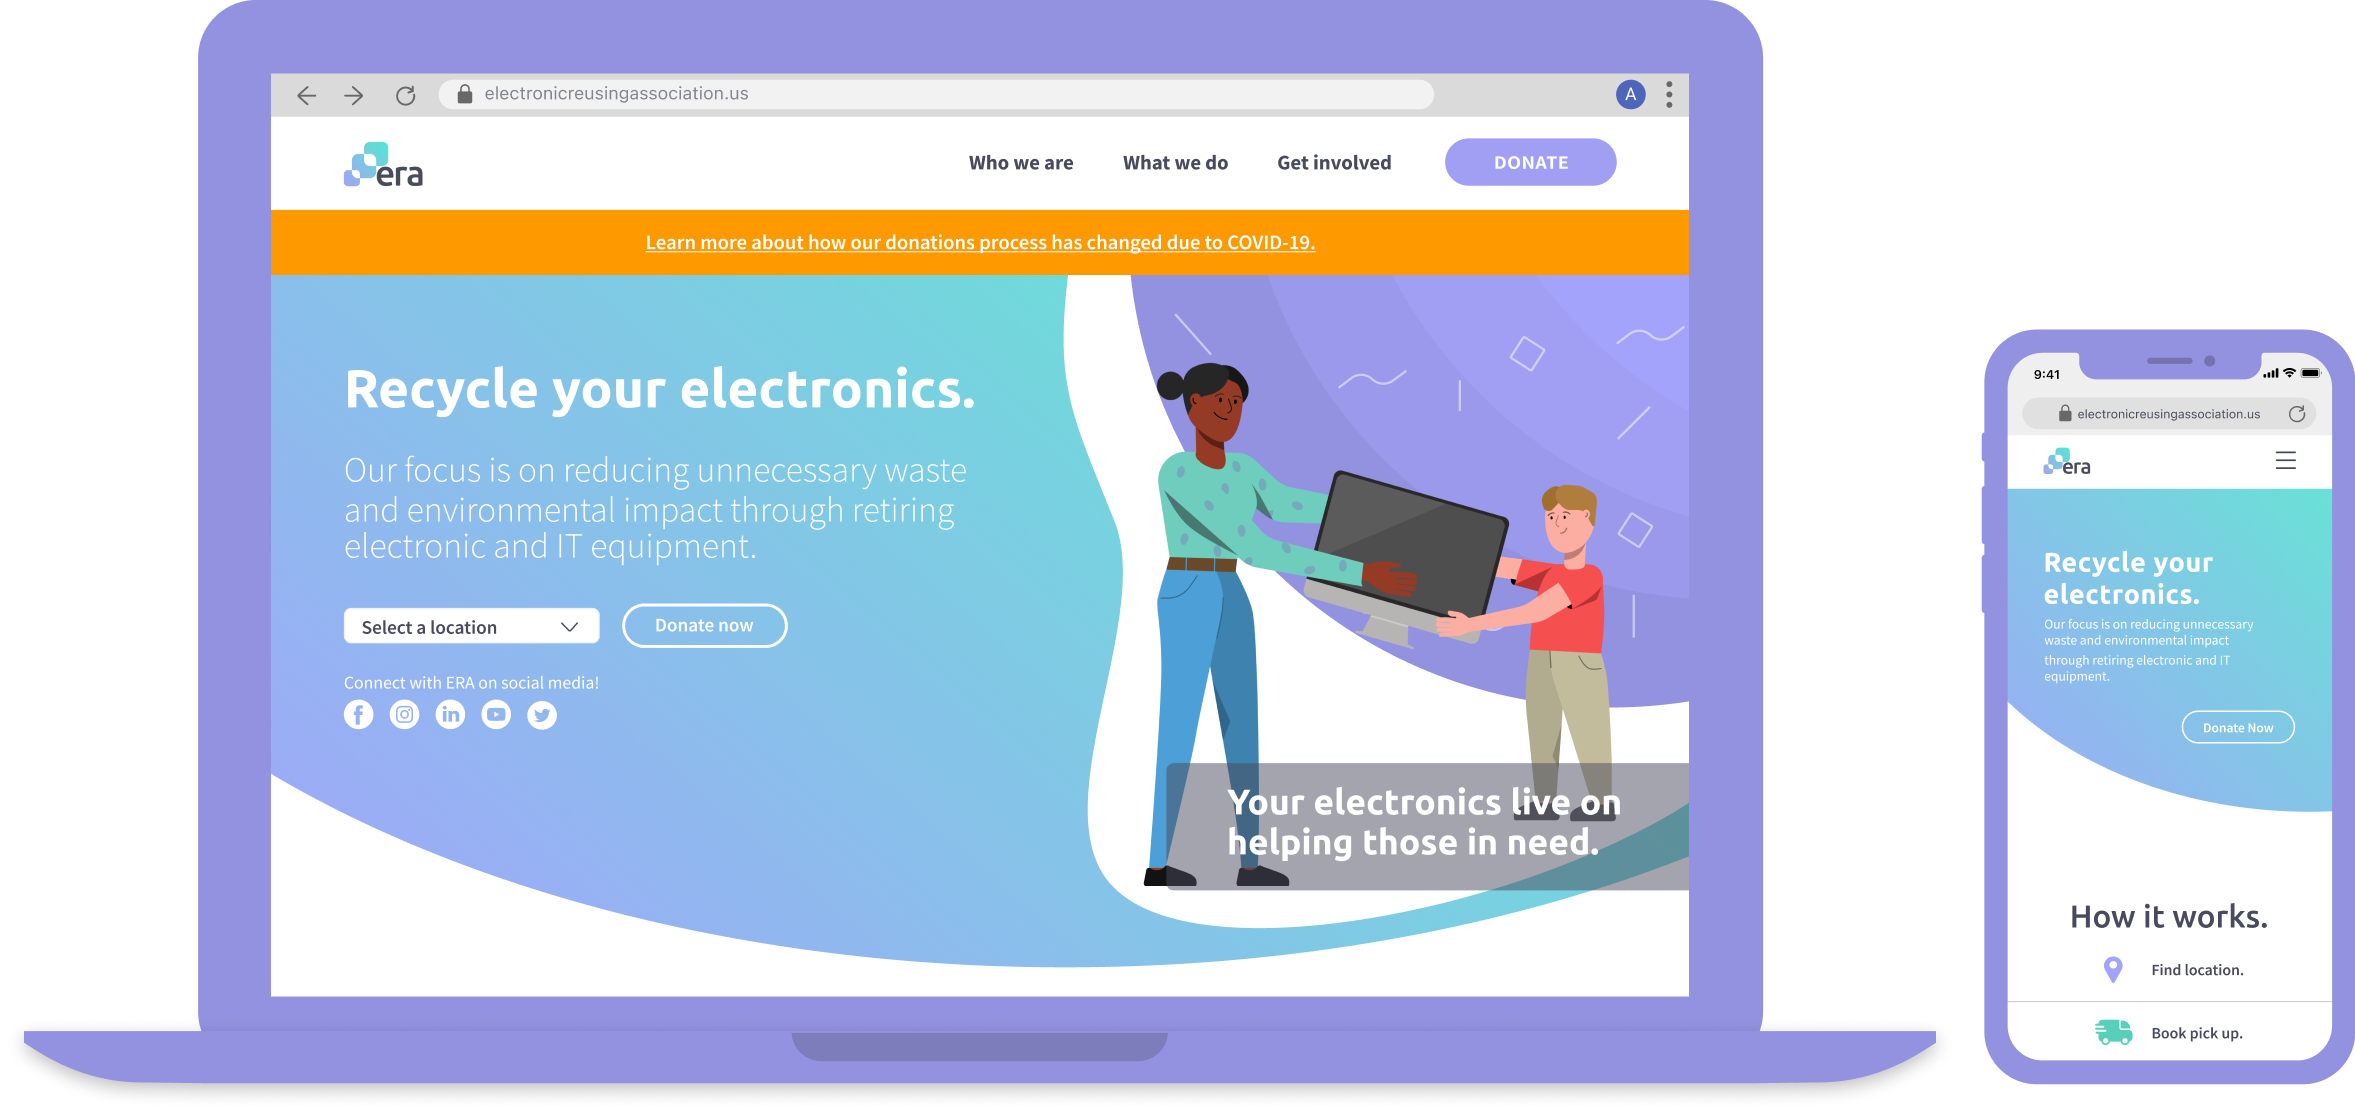 electronicreusingassociation.us
A
era
Who we are
What we do
Get involved
DONATE
Learn more about how our donations process has changed due to COVID-19.
Recycle your electronics.
Our focus is on reducing unnecessary waste
and environmental impact through retiring
electronic and IT equipment.
Select a location
Donate now
Connect with ERA on social media!
f
in
Your electronics live on
helping those in need.
9:41
electronicreusingassociation.us
era
Recycle your
electronics.
Our focus is on reducing unnecessary
waste and environmental impact
through retiring electronic and IT
equipment.
Donate Now
How it works.
Find location.
Book pick up.